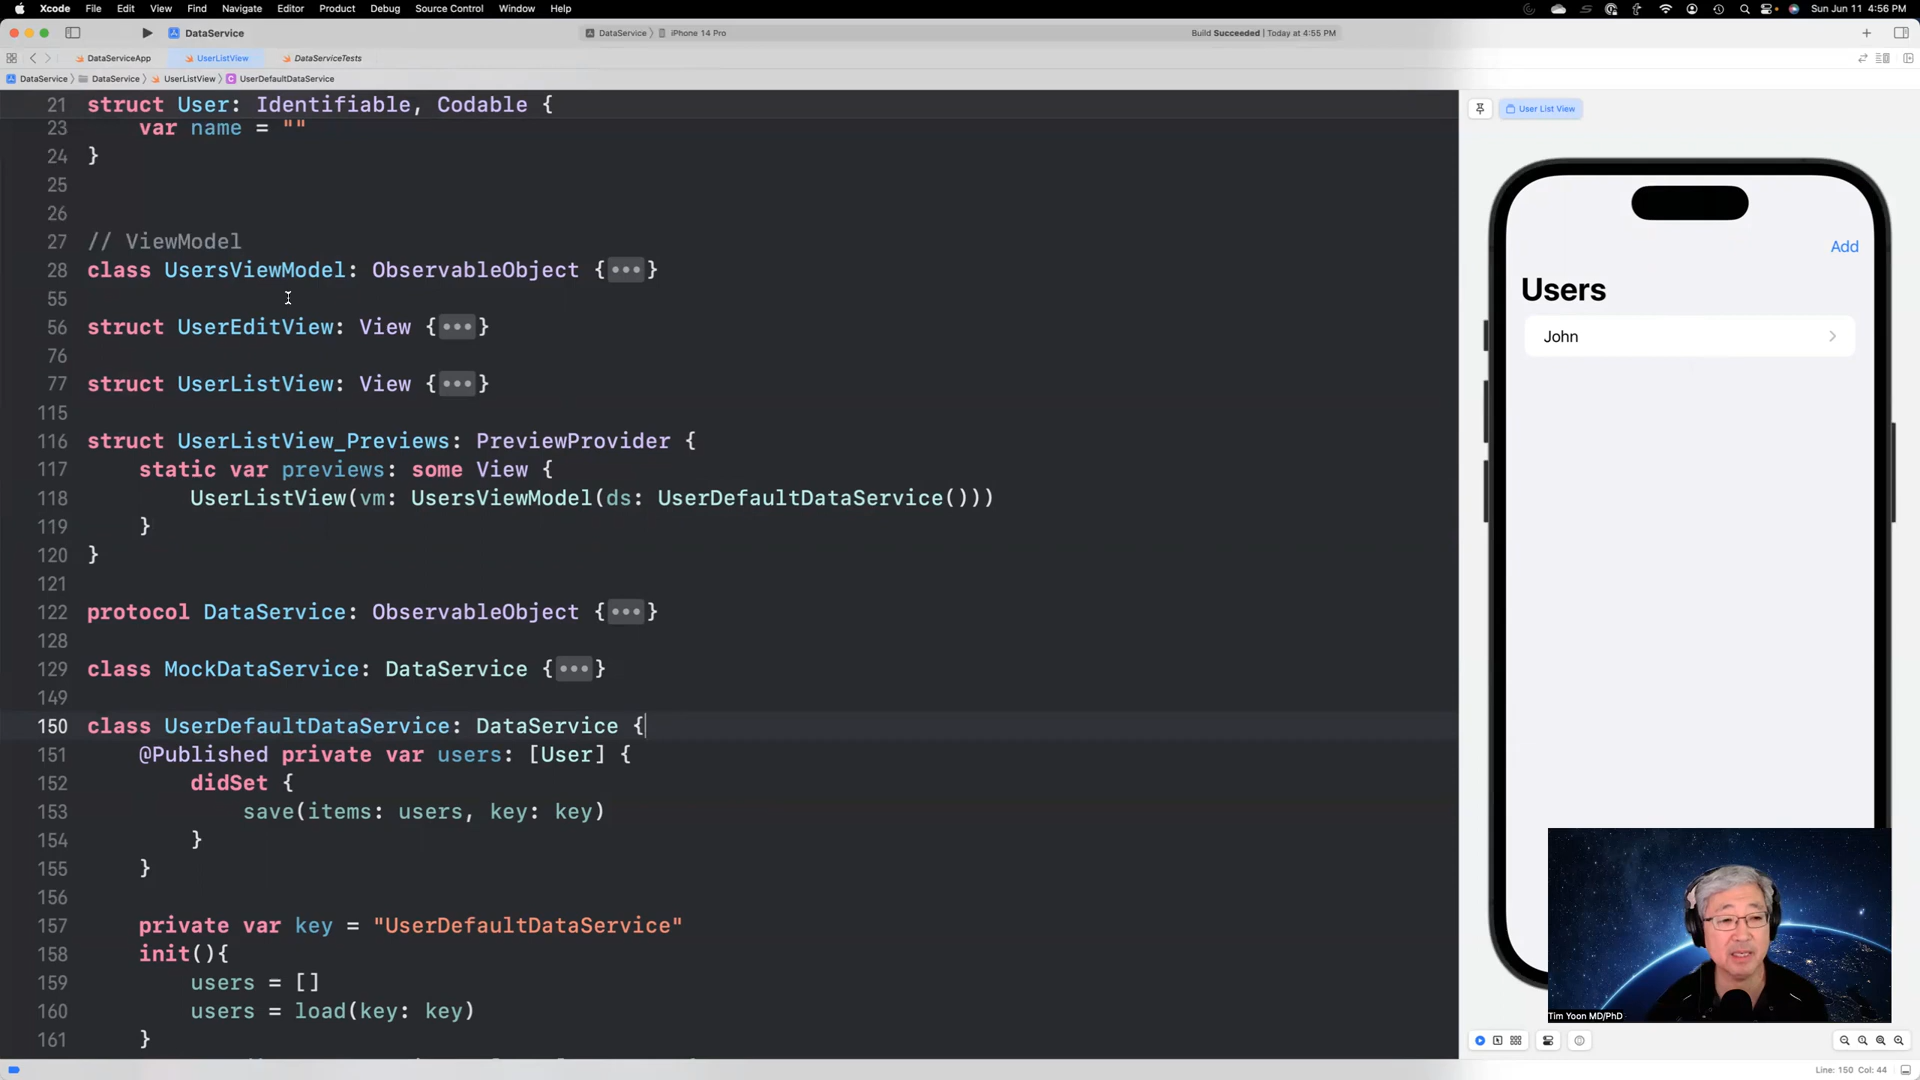 Xcode File Edit View Find Navigate Editor Product Debug Source Control Window Help Sun Jun 11 4:56 PM
DataService DataService iPhone 14 Pro Build Succeeded | Today at 4:55 PM
DataServiceApp UserListView DataServiceTests
DataService DataService UserListView C UserDefaultDataService
21 struct User: Identifiable, Codable {
23 var name = ""
24 }
25
26
27 // ViewModel
28 class UsersViewModel: ObservableObject {•••}
55
56 struct UserEditView: View {•••}
76
77 struct UserListView: View {•••}
115
116 struct UserListView_Previews: PreviewProvider {
117 static var previews: some View {
118 UserListView(vm: UsersViewModel(ds: UserDefaultDataService()))
119 }
120 }
121
122 protocol DataService: ObservableObject {•••}
128
129 class MockDataService: DataService {•••}
149
150 class UserDefaultDataService: DataService {
151 @Published private var users: [User] {
152 didSet {
153 save(items: users, key: key)
154 }
155 }
156
157 private var key = "UserDefaultDataService"
158 init(){
159 users = []
160 users = load(key: key)
161 }
User List View
Add
Users
John
Tim Yoon MD/PhD
Line: 150 Col: 44